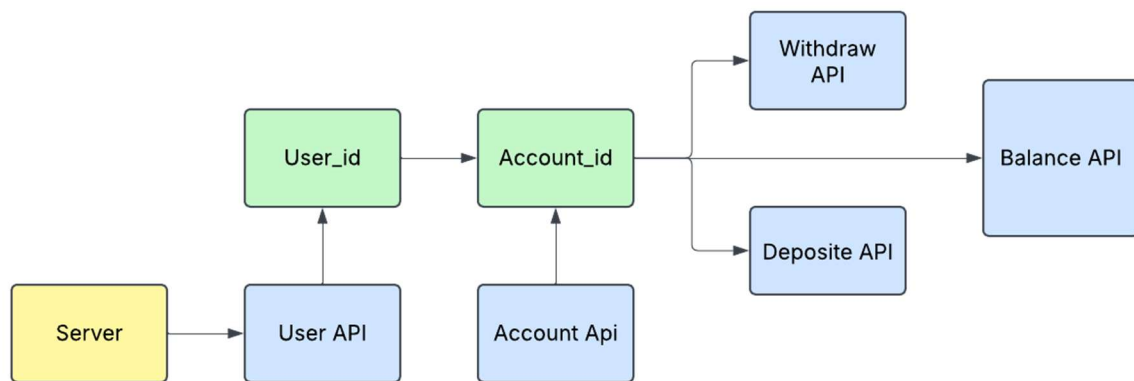 Withdraw
API
User_id
Account_id
Balance API
Deposite API
Server
User API
Account Api